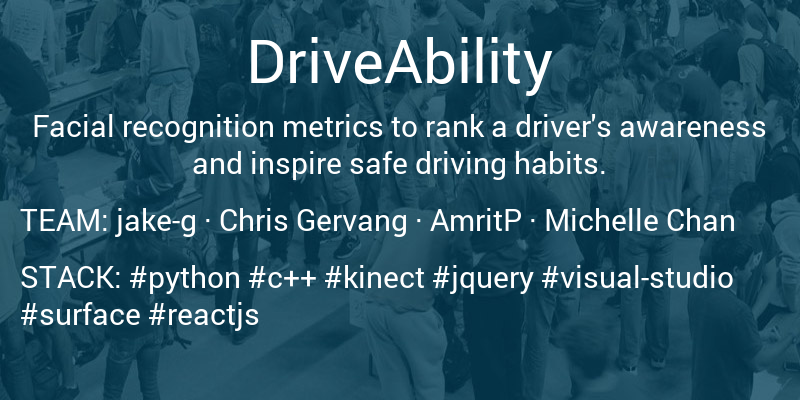 DriveAbility
Facial recognition metrics to rank a driver's awareness
and inspire safe driving habits.
TEAM: jake-g · Chris Gervang · AmritP · Michelle Chan
STACK: #python #c++ #kinect #jquery #visual-studio
#surface #reactjs